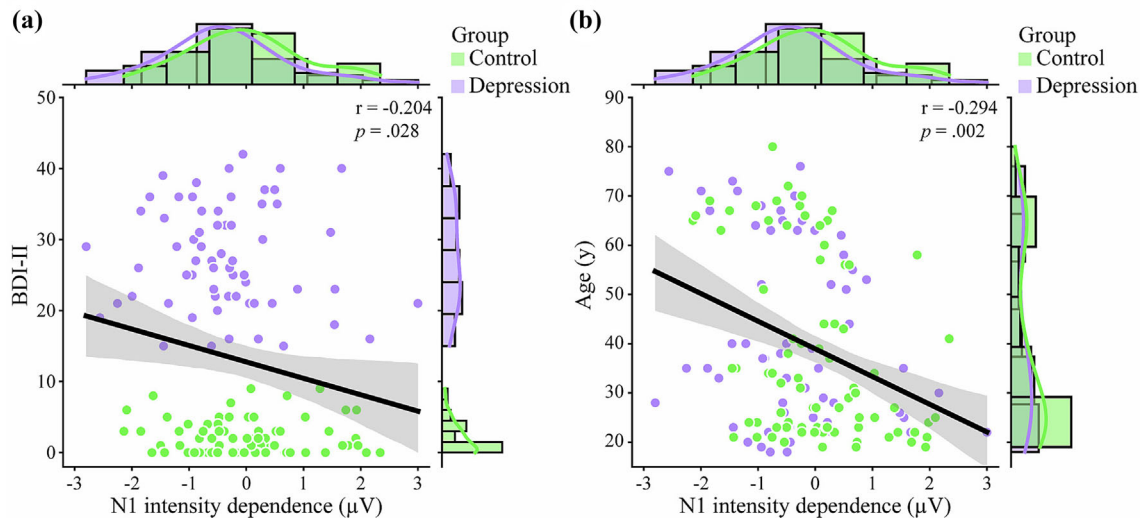 (a)
Group
Control
Depression
r = -0.204
p = .028
BDI-II
50
40
30
20
10
0
-3 -2 -1 0 1 2 3
N1 intensity dependence (µV)
(b)
Group
Control
Depression
r = -0.294
p = .002
Age (y)
90
80
70
60
50
40
30
20
-3 -2 -1 0 1 2 3
N1 intensity dependence (µV)